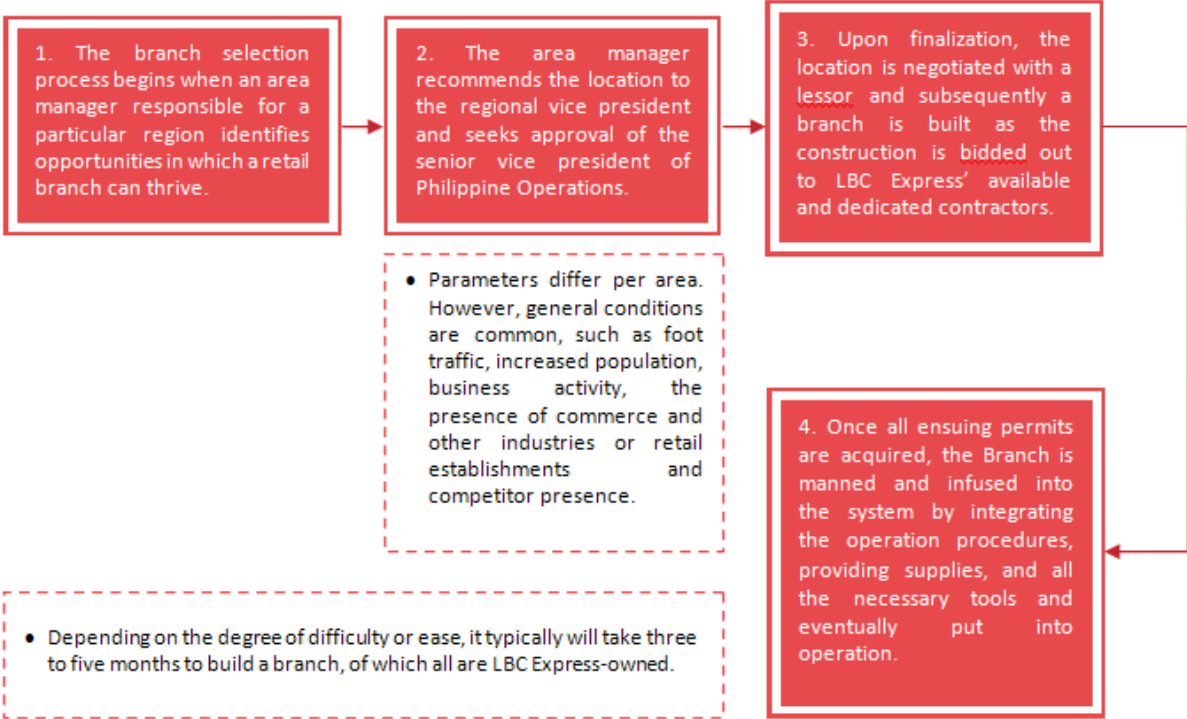 1. The branch selection
process begins when an area
manager responsible for a
particular region identifies
opportunities in which a retail
branch can thrive.
2. The area manager
recommends the location to
the regional vice president
and seeks approval of the
senior vice president of
Philippine Operations.
3. Upon finalization, the
location is negotiated with a
lessor and subsequently a
branch is built as the
construction is bidded out
to LBC Express’ available
and dedicated contractors.
• Parameters differ per area.
However, general conditions
are common, such as foot
traffic, increased population,
business activity, the
presence of commerce and
other industries or retail
establishments and
competitor presence.
4. Once all ensuing permits
are acquired, the Branch is
manned and infused into
the system by integrating
the operation procedures,
providing supplies, and all
the necessary tools and
eventually put into
operation.
• Depending on the degree of difficulty or ease, it typically will take three
to five months to build a branch, of which all are LBC Express-owned.